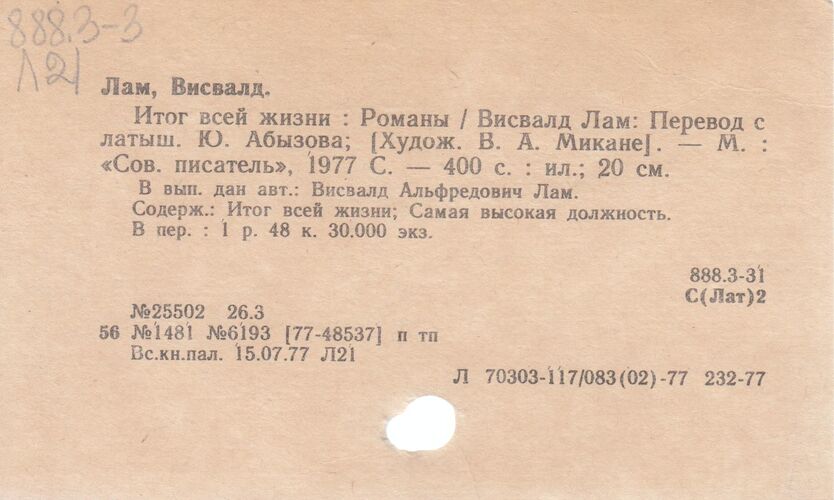 888.3-3
Л21
Лам, Висвалд.
Итог всей жизни : Романы / Висвалд Лам: Перевод с
латыш. Ю. Абызова; [Худож. В. А. Микане]. — М. :
«Сов. писатель», 1977 С. — 400 с. : ил.; 20 см.
В вып. дан авт.: Висвалд Альфредович Лам.
Содерж.: Итог всей жизни; Самая высокая должность.
В пер. : 1 р. 48 к. 30.000 экз.
888.3-31
С(Лат)2
№25502 26.3
56 №1481 №6193 [77-48537] п тп
Вс.кн.пал. 15.07.77 Л21
Л 70303-117/083(02)-77 232-77